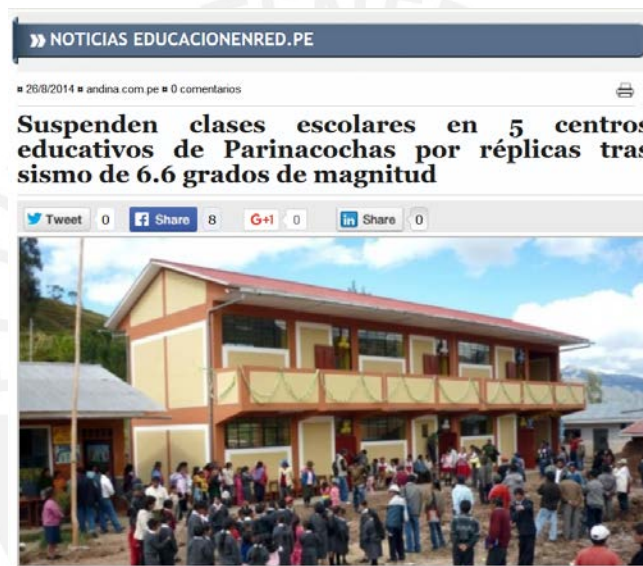 » NOTICIAS EDUCACIONENRED.PE
26/8/2014 ■ andina.com.pe ■ 0 comentarios
Suspenden clases escolares en 5 centros
educativos de Parinacochas por réplicas tras
sismo de 6.6 grados de magnitud
Tweet 0 Share 8 G+1 0 in Share 0